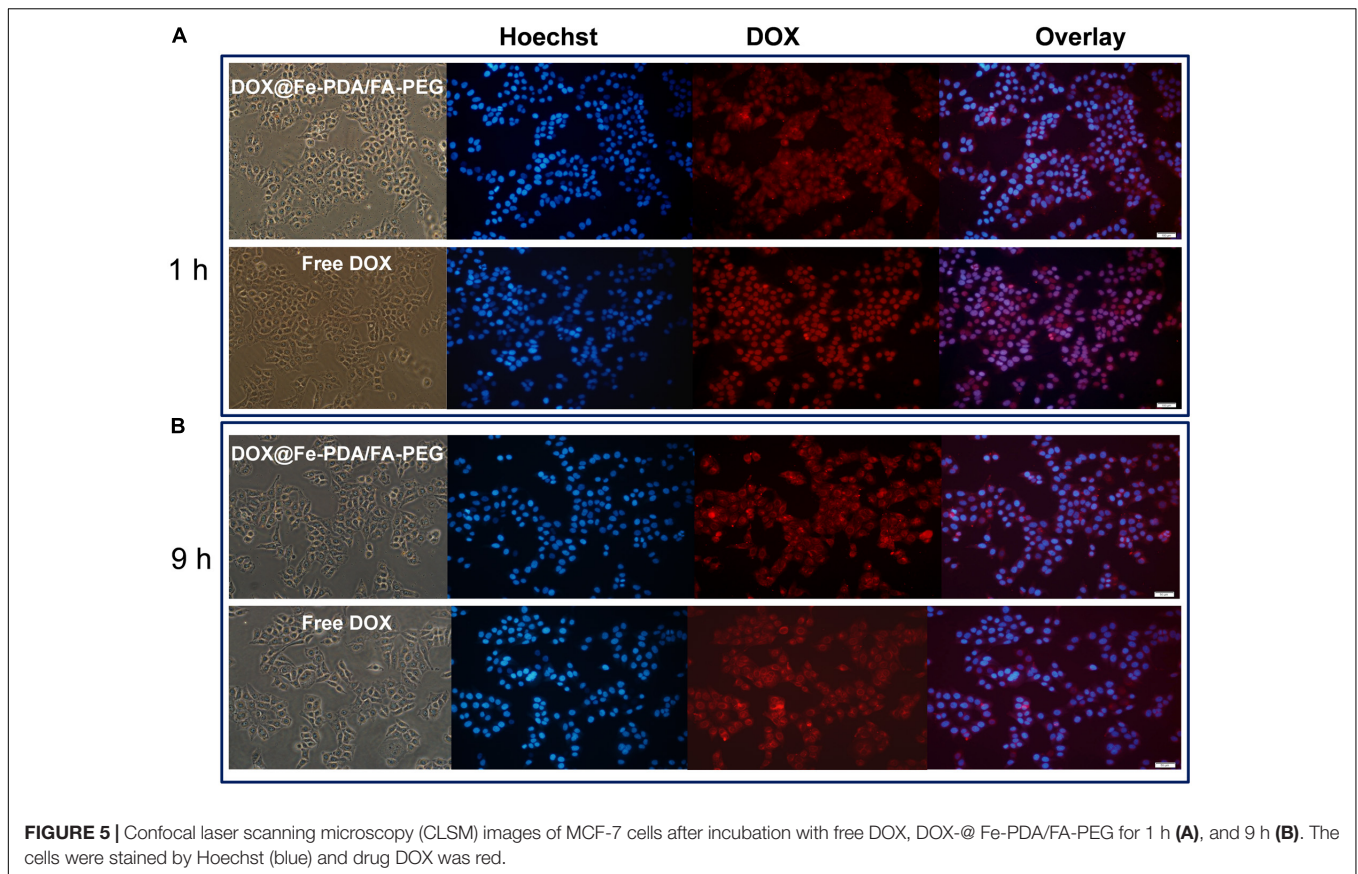 A
Hoechst DOX Overlay
DOX@Fe-PDA/FA-PEG
1 h
Free DOX
B
DOX@Fe-PDA/FA-PEG
9 h
Free DOX
FIGURE 5 | Confocal laser scanning microscopy (CLSM) images of MCF-7 cells after incubation with free DOX, DOX-@ Fe-PDA/FA-PEG for 1 h (A), and 9 h (B). The
cells were stained by Hoechst (blue) and drug DOX was red.